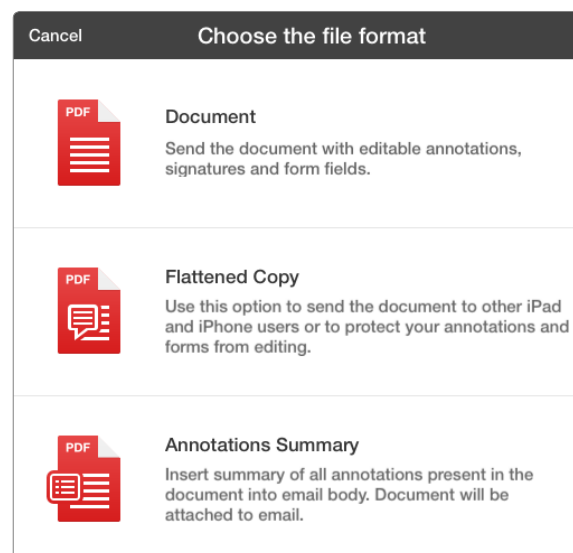 Cancel Choose the file format
PDF
Document
Send the document with editable annotations,
signatures and form fields.
PDF
Flattened Copy
Use this option to send the document to other iPad
and iPhone users or to protect your annotations and
forms from editing.
PDF
Annotations Summary
Insert summary of all annotations present in the
document into email body. Document will be
attached to email.